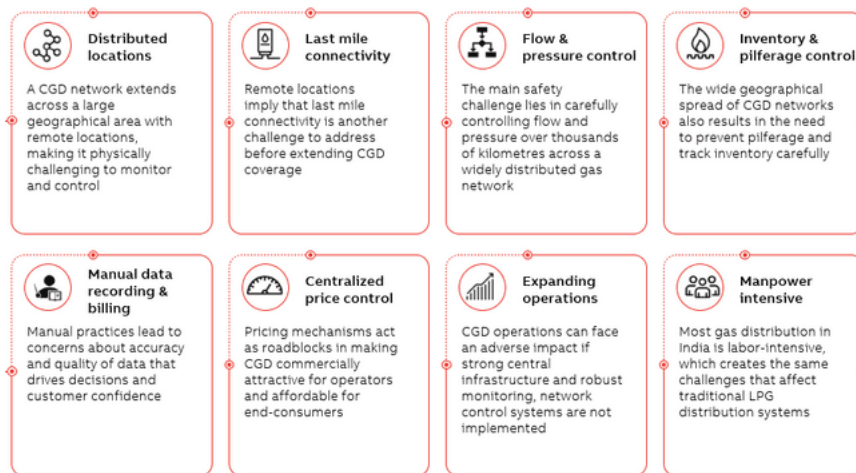 Distributed
locations
A CGD network extends
across a large
geographical area with
remote locations,
making it physically
challenging to monitor
and control
Last mile
connectivity
Remote locations
imply that last mile
connectivity is another
challenge to address
before extending CGD
coverage
Flow &
pressure control
The main safety
challenge lies in carefully
controlling flow and
pressure over thousands
of kilometres across a
widely distributed gas
network
Inventory &
pilferage control
The wide geographical
spread of CGD networks
also results in the need
to prevent pilferage and
track inventory carefully
Manual data
recording &
billing
Manual practices lead to
concerns about accuracy
and quality of data that
drives decisions and
customer confidence
Centralized
price control
Pricing mechanisms act
as roadblocks in making
CGD commercially
attractive for operators
and affordable for
end-consumers
Expanding
operations
CGD operations can face
an adverse impact if
strong central
infrastructure and robust
monitoring, network
control systems are not
implemented
Manpower
intensive
Most gas distribution in
India is labor-intensive,
which creates the same
challenges that affect
traditional LPG
distribution systems